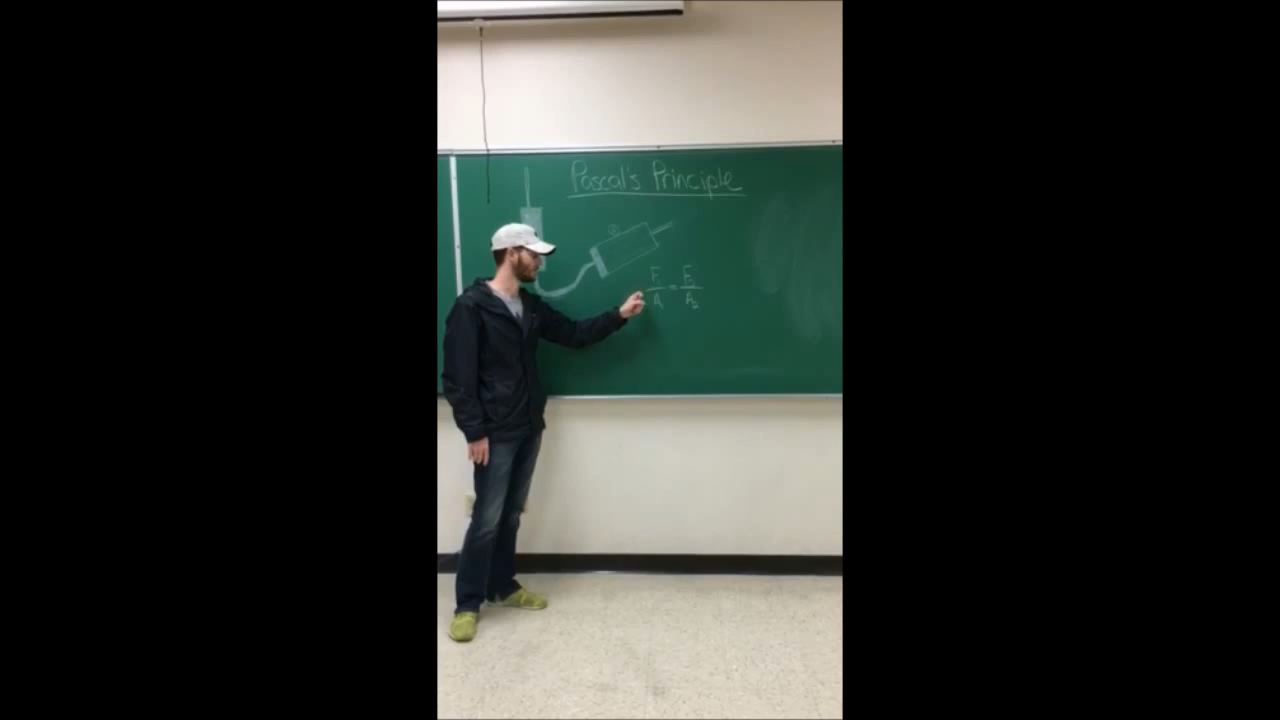 Pascal's Principle
F₁/A₁ = F₂/A₂